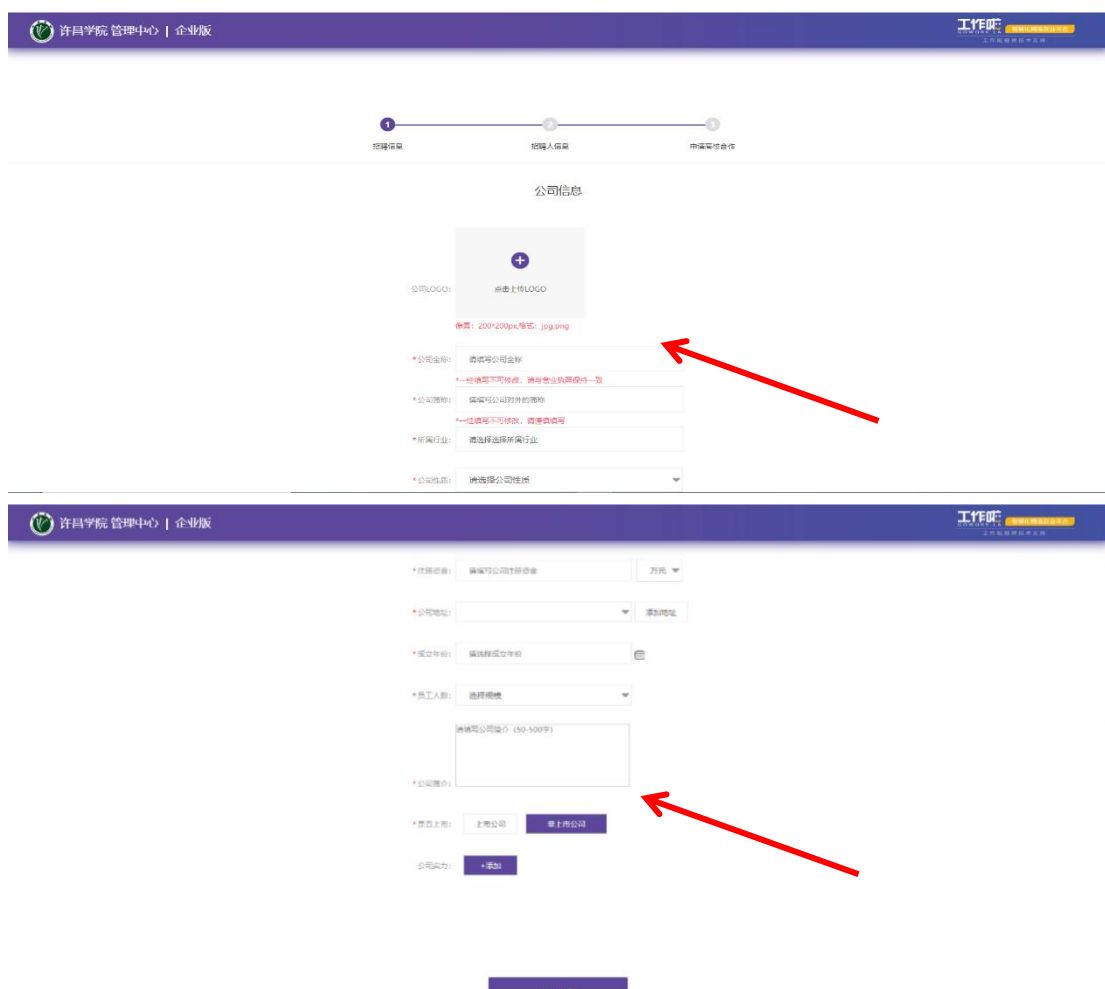 许昌学院 管理中心 | 企业版
工作啦
GOWORK.LA
1
2
3
招聘信息
招聘人信息
申请高校合作
公司信息
公司LOGO:
点击上传LOGO
像素：200*200px,格式：jpg,png
*公司全称:
请填写公司全称
*一经填写不可修改，请与营业执照保持一致
*公司简称:
请填写公司对外的简称
*一经填写不可修改，请谨慎填写
*所属行业:
请选择选择所属行业
*公司性质:
请选择公司性质
许昌学院 管理中心 | 企业版
工作啦
GOWORK.LA
*注册资金:
请填写公司注册资金
万元
*公司地址:
添加地址
*成立年份:
请选择成立年份
*员工人数:
选择规模
请填写公司简介（50-500字）
*公司简介:
*是否上市:
上市公司
非上市公司
公司实力:
+添加